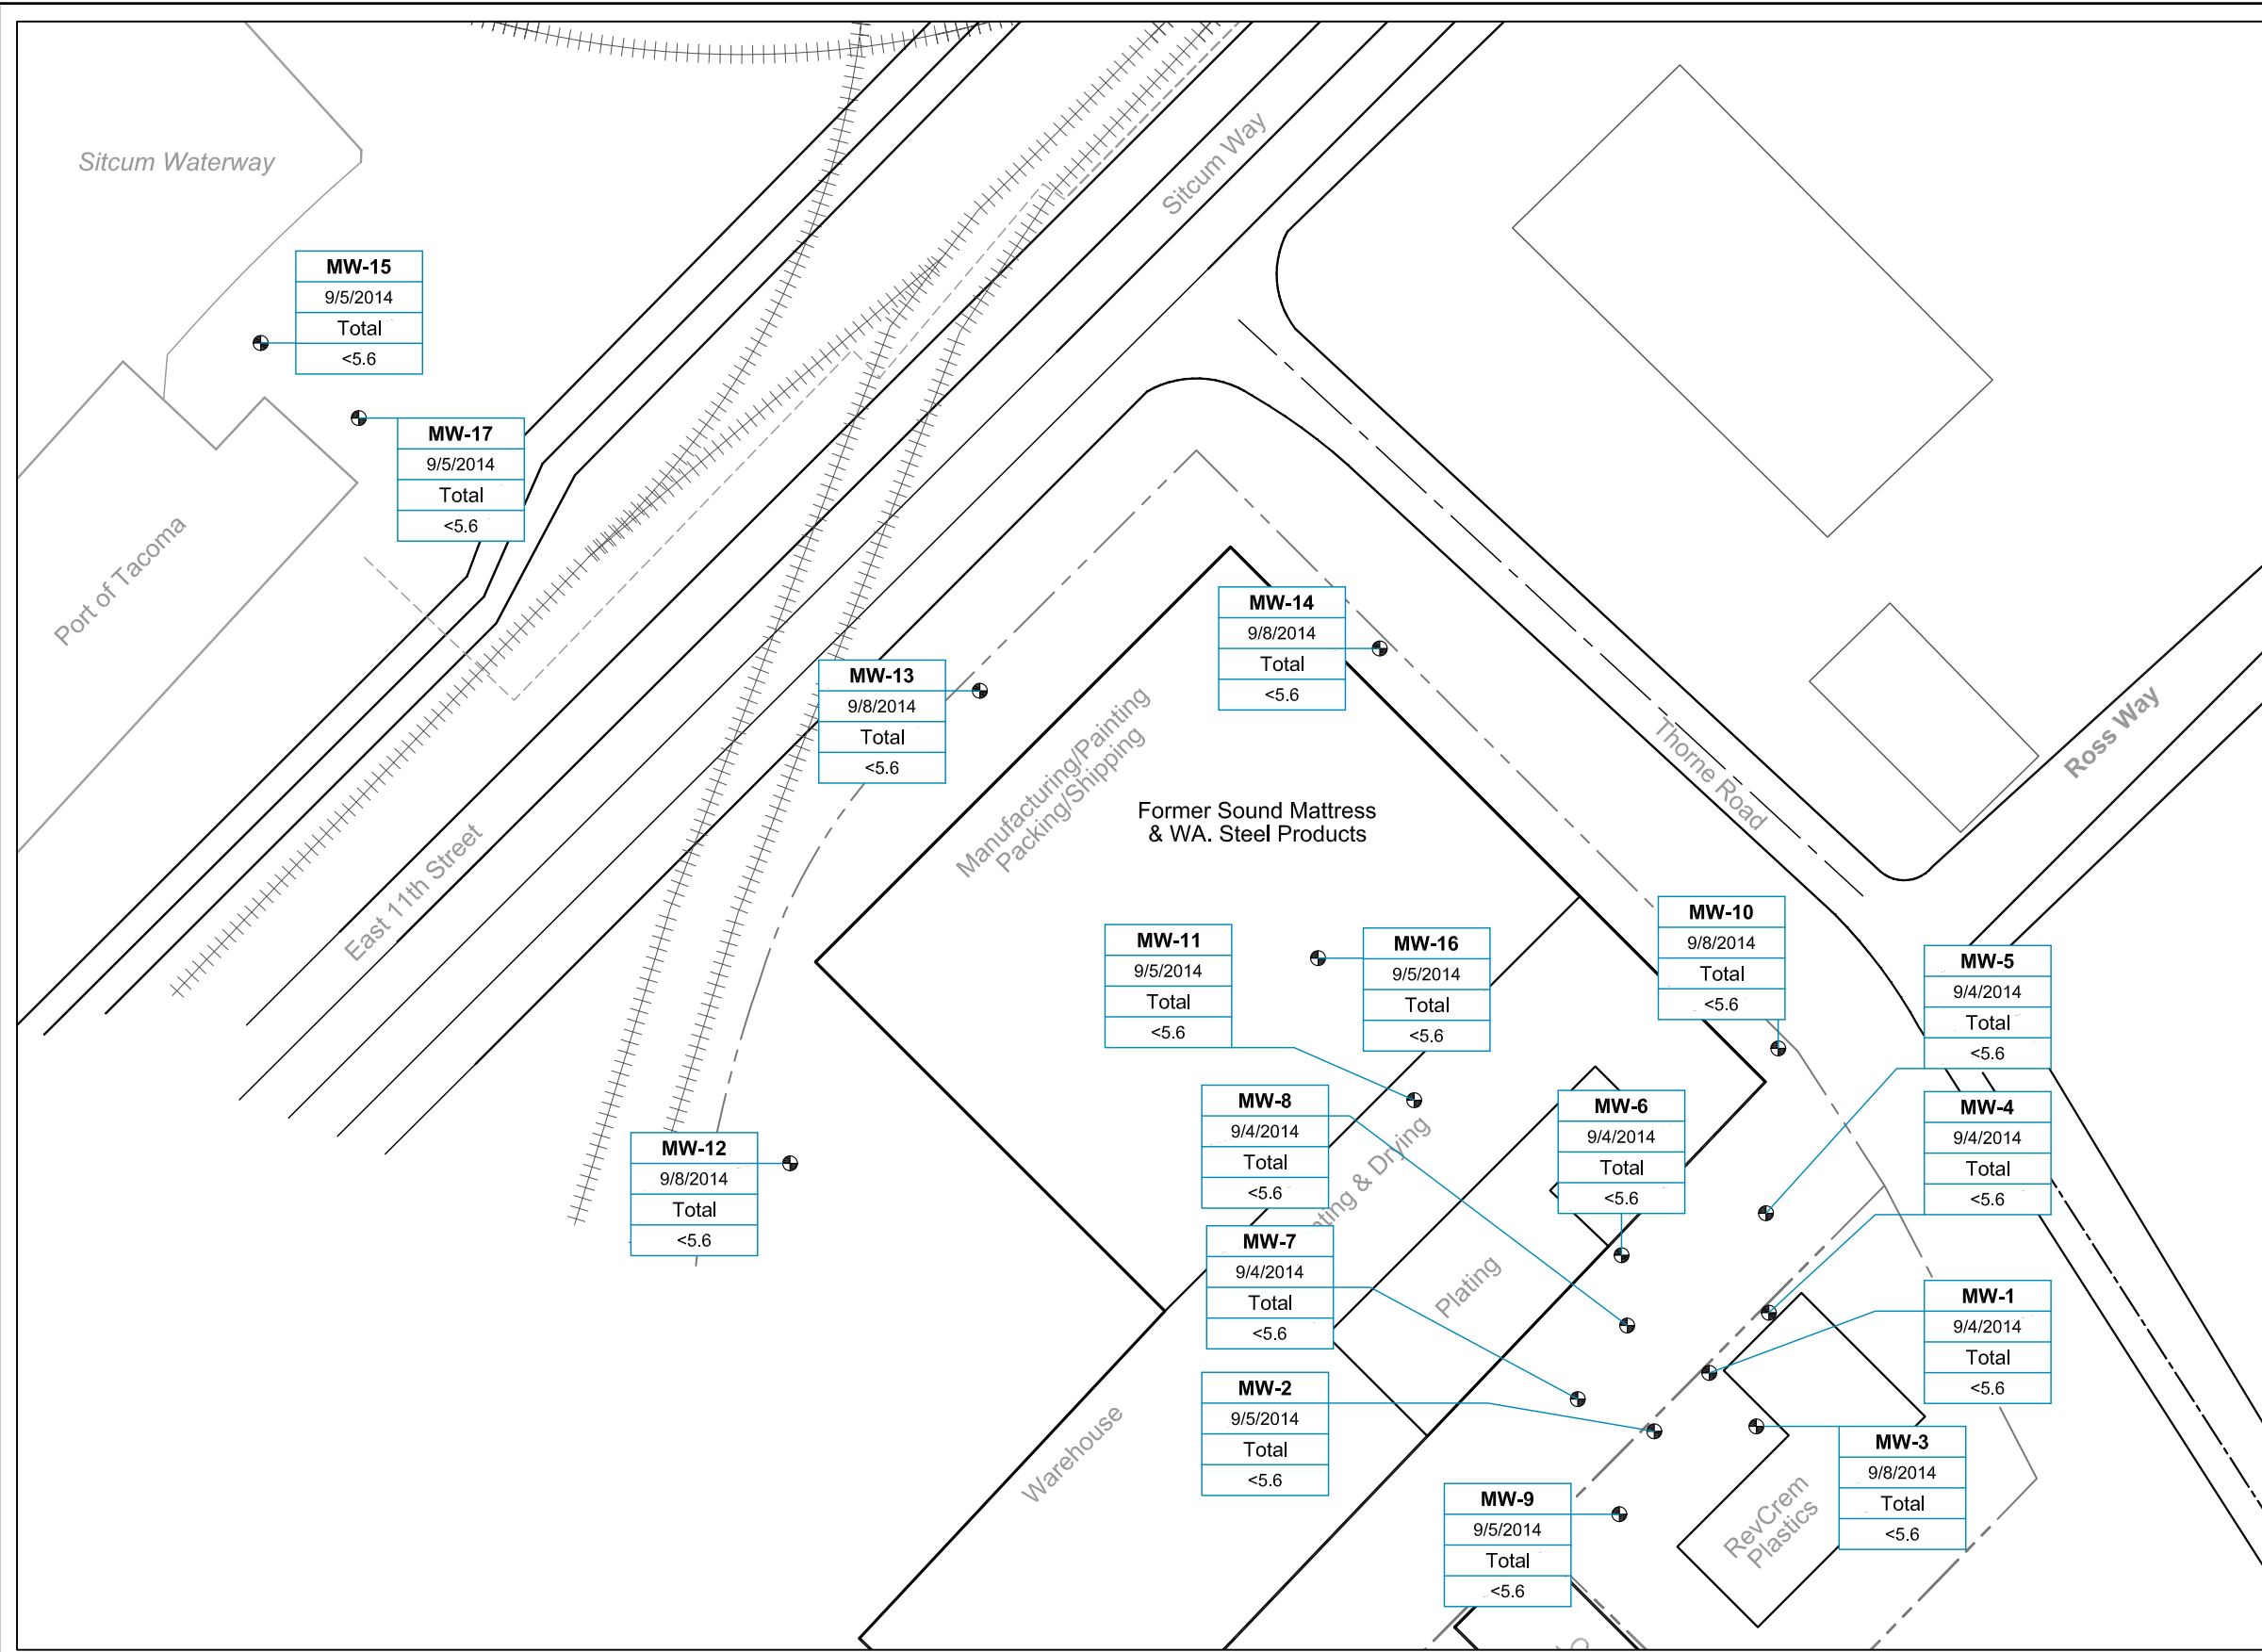 Sitcum Waterway
Sitcum Way
MW-15
9/5/2014
Total
<5.6
MW-17
9/5/2014
Total
<5.6
Port of Tacoma
MW-14
9/8/2014
Total
<5.6
MW-13
9/8/2014
Total
<5.6
Manufacturing/Painting
Packing/Shipping
Former Sound Mattress
& WA. Steel Products
Thorne Road
Ross Way
East 11th Street
MW-11
9/5/2014
Total
<5.6
MW-16
9/5/2014
Total
<5.6
MW-10
9/8/2014
Total
<5.6
MW-5
9/4/2014
Total
<5.6
MW-8
9/4/2014
Total
<5.6
MW-6
9/4/2014
Total
<5.6
MW-4
9/4/2014
Total
<5.6
MW-12
9/8/2014
Total
<5.6
& Drying
MW-7
9/4/2014
Total
<5.6
Plating
MW-1
9/4/2014
Total
<5.6
MW-2
9/5/2014
Total
<5.6
Warehouse
MW-3
9/8/2014
Total
<5.6
MW-9
9/5/2014
Total
<5.6
RevCrem
Plastics